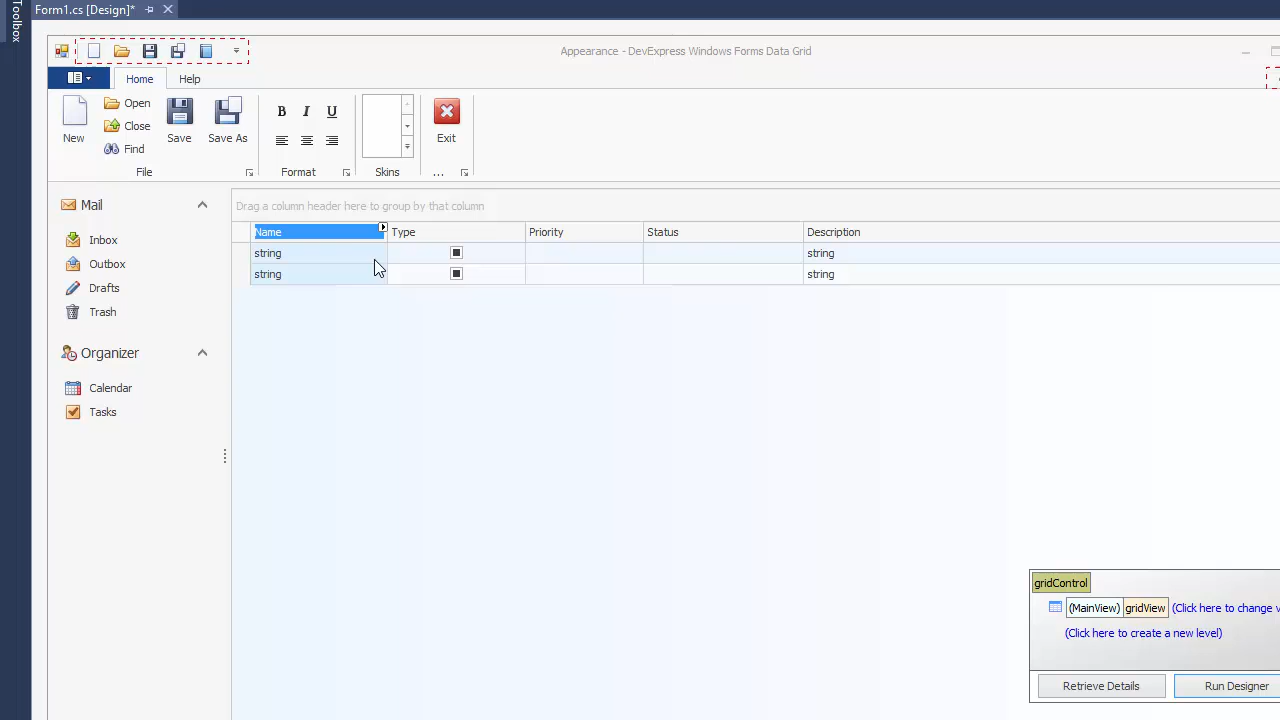 Toolbox
Form1.cs [Design]*
Appearance - DevExpress Windows Forms Data Grid
Home Help
New
Open
Close
Find
Save
Save As
File
B I U
Format
Skins
Exit
...
Mail
Inbox
Outbox
Drafts
Trash
Organizer
Calendar
Tasks
Drag a column header here to group by that column
Name Type Priority Status Description
string string
string string
gridControl
(MainView) gridView (Click here to change v
(Click here to create a new level)
Retrieve Details Run Designer